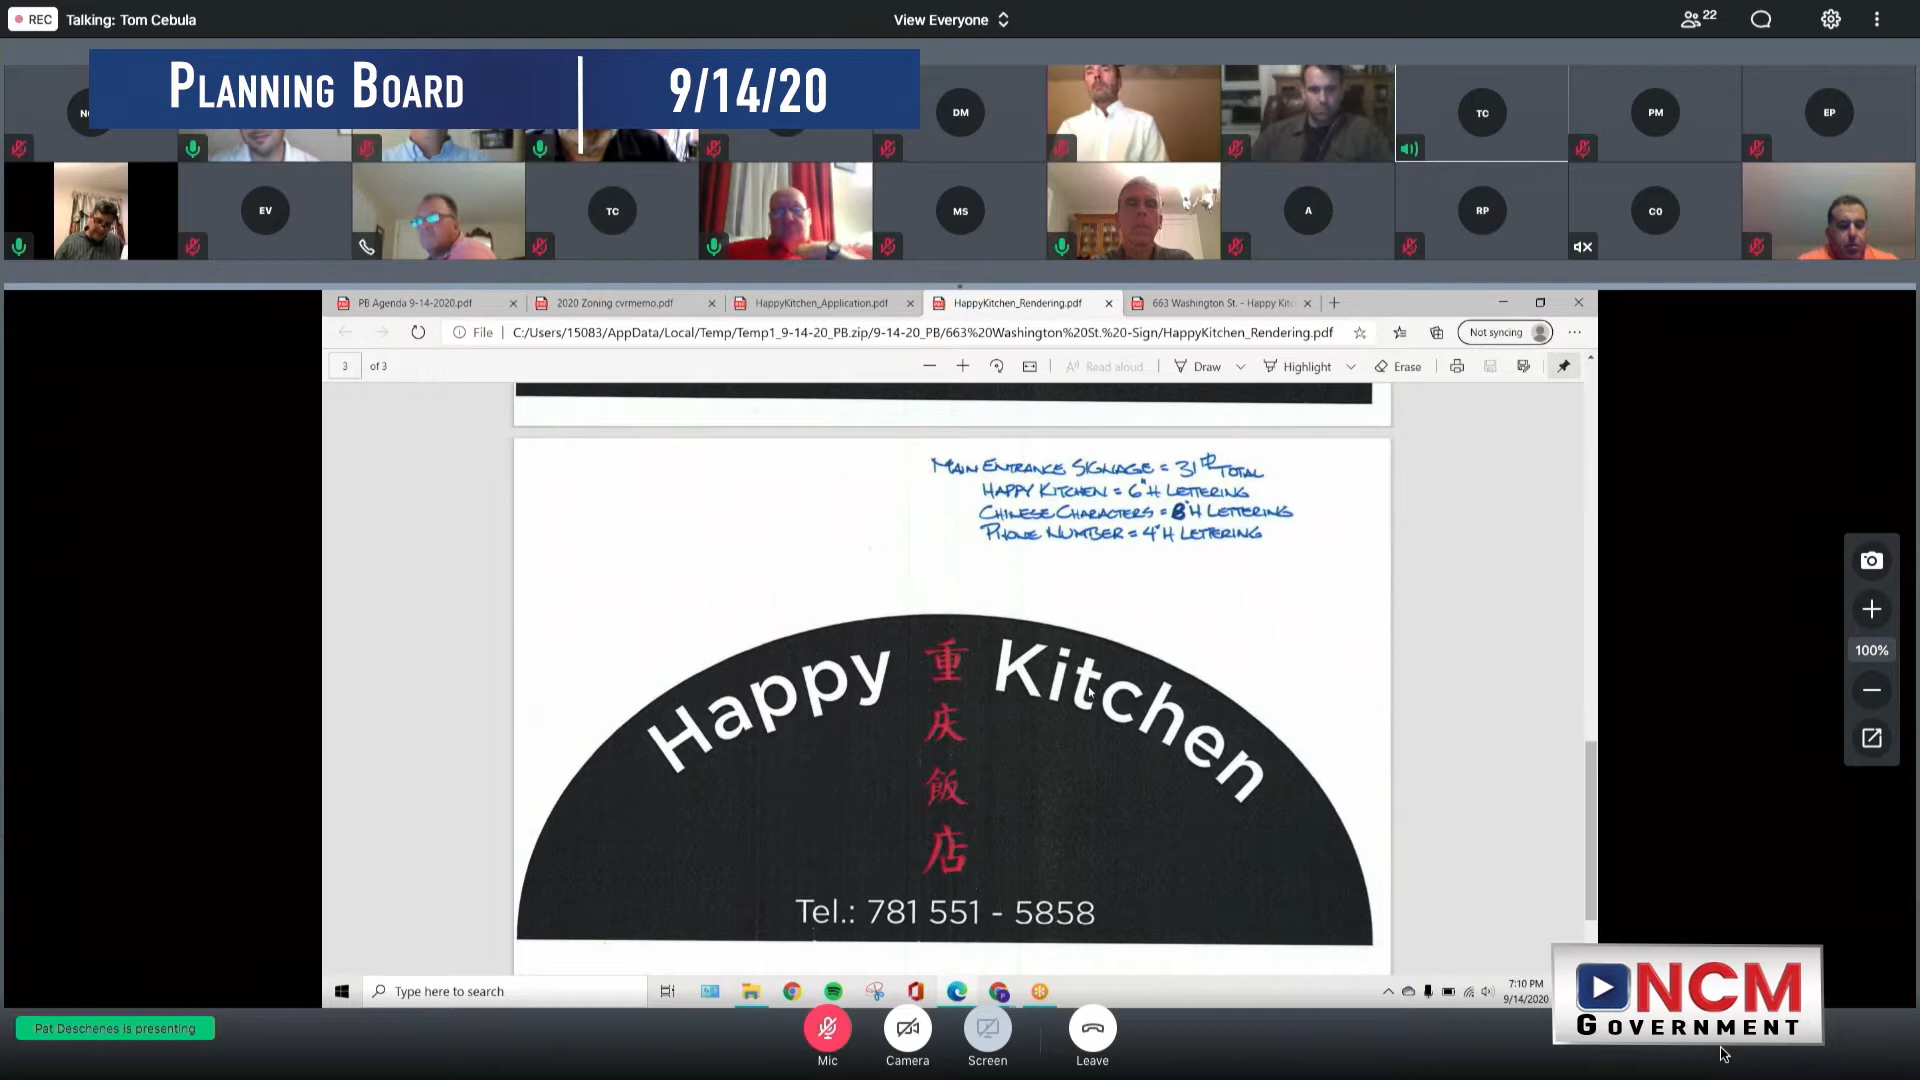 REC Talking: Tom Cebula
View Everyone
22
PLANNING BOARD
9/14/20
DM
TC
PM
EP
EV
TC
MS
A
RP
C0
PB Agenda 9-14-2020.pdf
2020 Zoning cvrmemo.pdf
HappyKitchen_Application.pdf
HappyKitchen_Rendering.pdf
663 Washington St. - Happy Kitc
File
C:/Users/15083/AppData/Local/Temp/Temp1_9-14-20_PB.zip/9-14-20_PB/663%20Washington%20St.%20-Sign/HappyKitchen_Rendering.pdf
Not syncing
3 of 3
Read aloud
Draw
Highlight
Erase
MAIN ENTRANCE SIGNAGE = 31 TOTAL
HAPPY KITCHEN = 6"H LETTERING
CHINESE CHARACTERS = 8"H LETTERING
PHONE NUMBER = 4"H LETTERING
Happy Kitchen
重
庆
飯
店
Tel.: 781 551 - 5858
100%
Type here to search
7:10 PM
9/14/2020
NCM
GOVERNMENT
Pat Deschenes is presenting
Mic
Camera
Screen
Leave